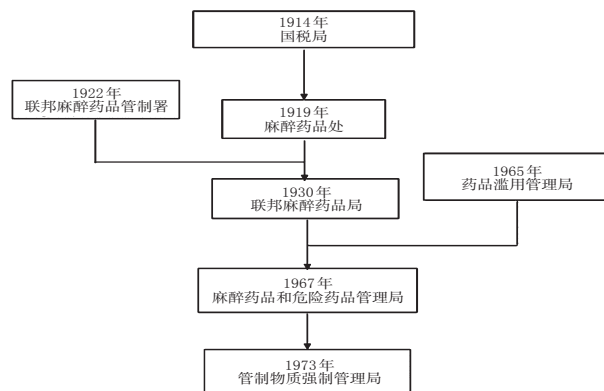 1914年
国税局
1922年
联邦麻醉药品管制署
1919年
麻醉药品处
1930年
联邦麻醉药品局
1965年
药品滥用管理局
1967年
麻醉药品和危险药品管理局
1973年
管制物质强制管理局